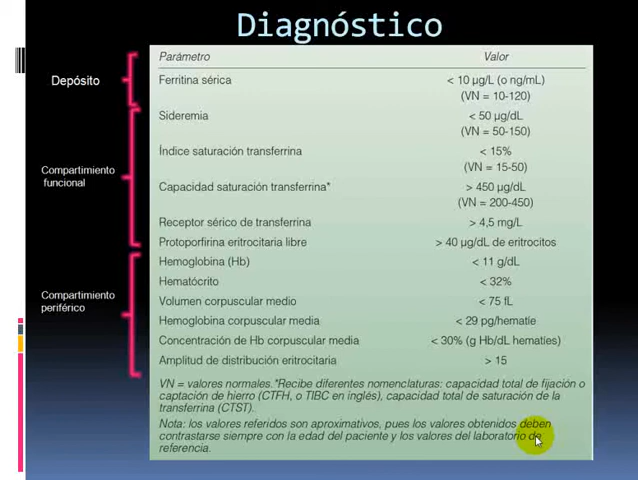 Diagnóstico
Parámetro Valor
Depósito
Ferritina sérica < 10 µg/L (o ng/mL)
(VN = 10-120)
Sideremia < 50 µg/dL
(VN = 50-150)
Compartimiento
funcional
Índice saturación transferrina < 15%
(VN = 15-50)
Capacidad saturación transferrina* > 450 µg/dL
(VN = 200-450)
Receptor sérico de transferrina > 4,5 mg/L
Protoporfirina eritrocitaria libre > 40 µg/dL de eritrocitos
Compartimiento
periférico
Hemoglobina (Hb) < 11 g/dL
Hematócrito < 32%
Volumen corpuscular medio < 75 fL
Hemoglobina corpuscular media < 29 pg/hematíe
Concentración de Hb corpuscular media < 30% (g Hb/dL hematíes)
Amplitud de distribución eritrocitaria > 15
VN = valores normales.*Recibe diferentes nomenclaturas: capacidad total de fijación o
captación de hierro (CTFH, o TIBC en inglés), capacidad total de saturación de la
transferrina (CTST).
Nota: los valores referidos son aproximativos, pues los valores obtenidos deben
contrastarse siempre con la edad del paciente y los valores del laboratorio de
referencia.